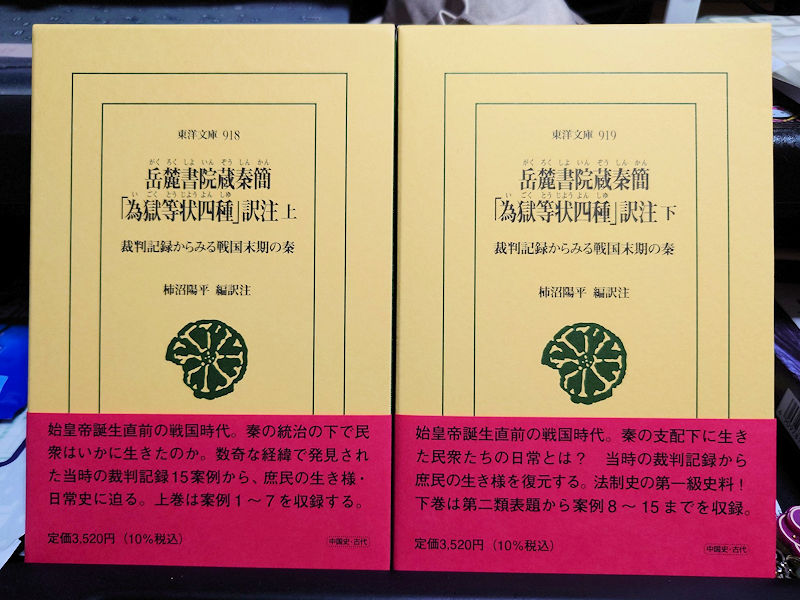 東洋文庫 918
がくろくしよいんぞうしんかん
岳麓書院蔵秦簡
いごくとうじようよんしゆ
「為獄等状四種」訳注 上
裁判記録からみる戦国末期の秦
柿沼陽平 編訳注
始皇帝誕生直前の戦国時代。秦の統治の下で民
衆はいかに生きたのか。数奇な経緯で発見され
た当時の裁判記録15案例から、庶民の生き様・
日常史に迫る。上巻は案例1〜7を収録する。
定価3,520円(10%税込)
中国史・古代
東洋文庫 919
がくろくしよいんぞうしんかん
岳麓書院蔵秦簡
いごくとうじようよんしゆ
「為獄等状四種」訳注 下
裁判記録からみる戦国末期の秦
柿沼陽平 編訳注
始皇帝誕生直前の戦国時代。秦の支配下に生き
た民衆たちの日常とは? 当時の裁判記録から
庶民の生き様を復元する。法制史の第一級史料!
下巻は第二類表題から案例8〜15までを収録。
定価3,520円(10%税込)
中国史・古代